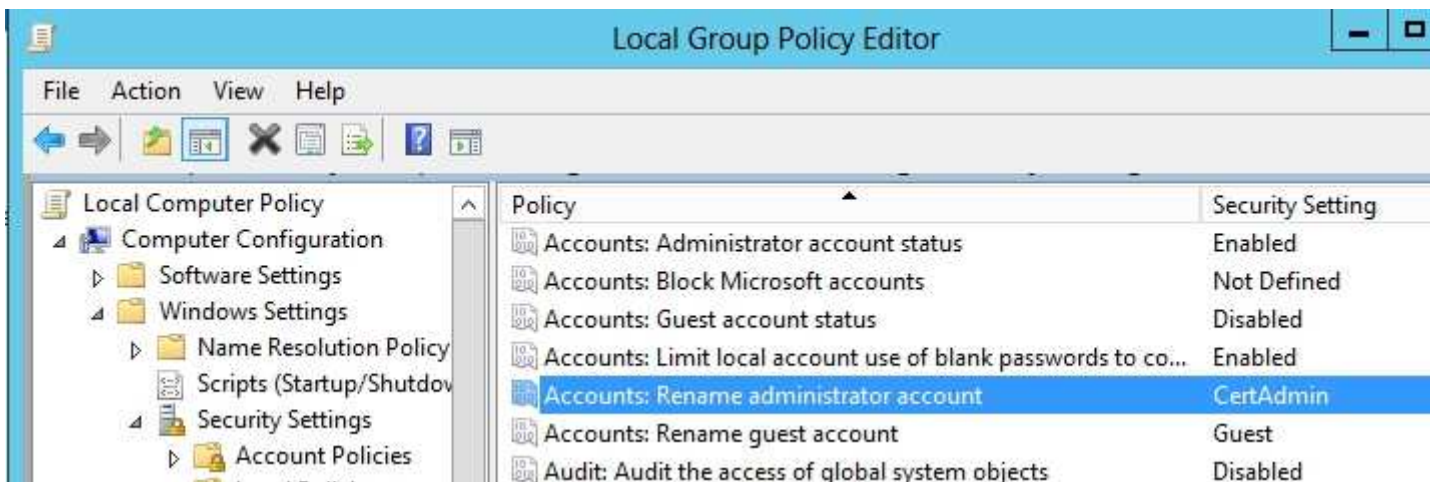 Local Group Policy Editor
File Action View Help
Local Computer Policy
Computer Configuration
Software Settings
Windows Settings
Name Resolution Policy
Scripts (Startup/Shutdov
Security Settings
Account Policies
Policy Security Setting
Accounts: Administrator account status Enabled
Accounts: Block Microsoft accounts Not Defined
Accounts: Guest account status Disabled
Accounts: Limit local account use of blank passwords to co... Enabled
Accounts: Rename administrator account CertAdmin
Accounts: Rename guest account Guest
Audit: Audit the access of global system objects Disabled